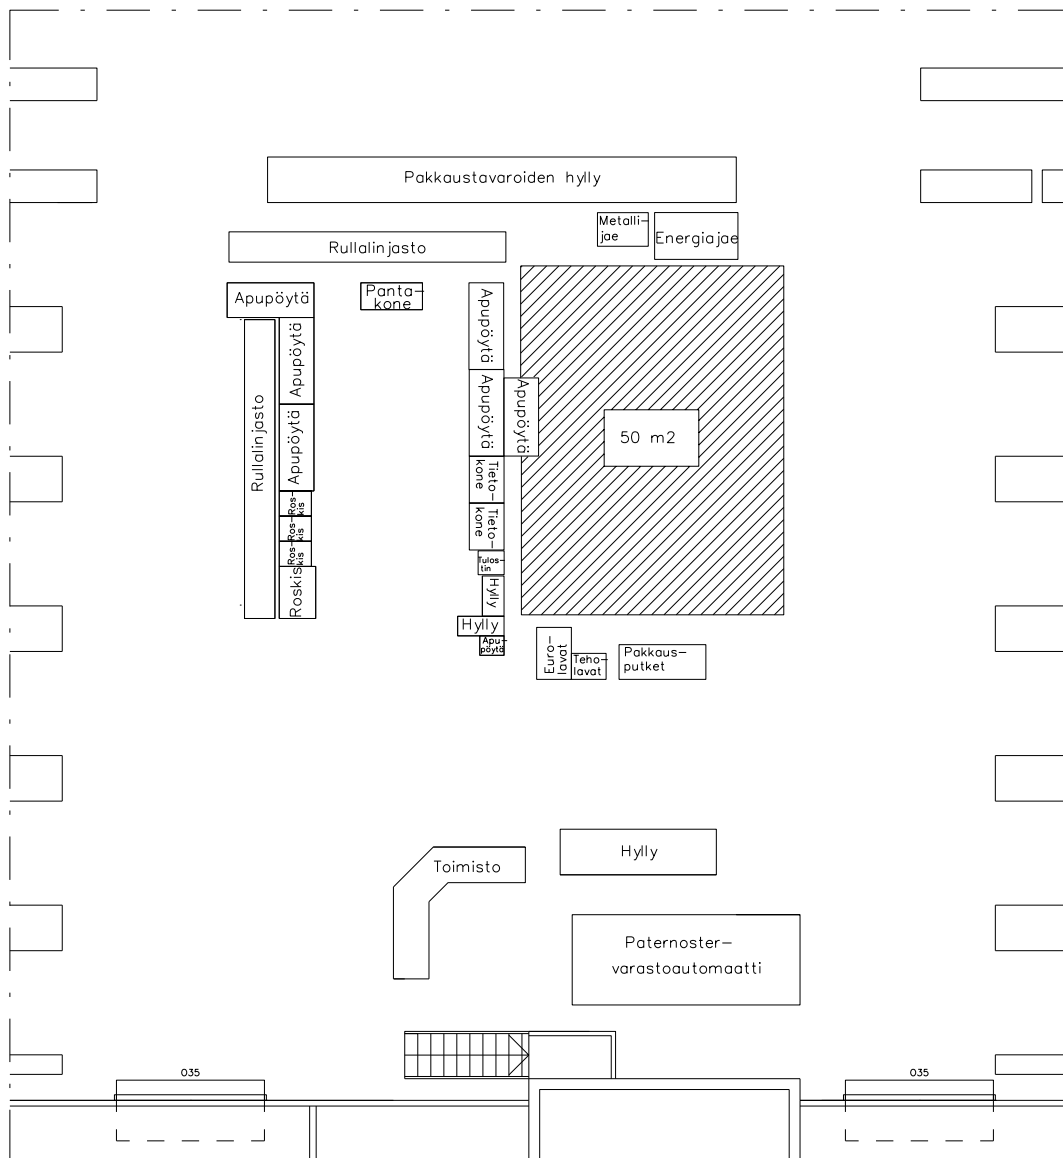 Pakkaustavaroiden hylly
Metalli-
jae
Energiajae
Rullalinjasto
Apupöytä
Panta-
kone
Apupöytä
Apupöytä
Rullalinjasto
Apupöytä
Apupöytä
Apupöytä
50 m2
Tieto-
kone
Tieto-
kone
Ros-
kis
Ros-
kis
Ros-
kis
Roskis
Tulos-
tin
Hylly
Hylly
Apu-
pöytä
Euro-
lavat
Teho-
lavat
Pakkaus-
putket
Toimisto
Hylly
Paternoster-
varastoautomaatti
035
035